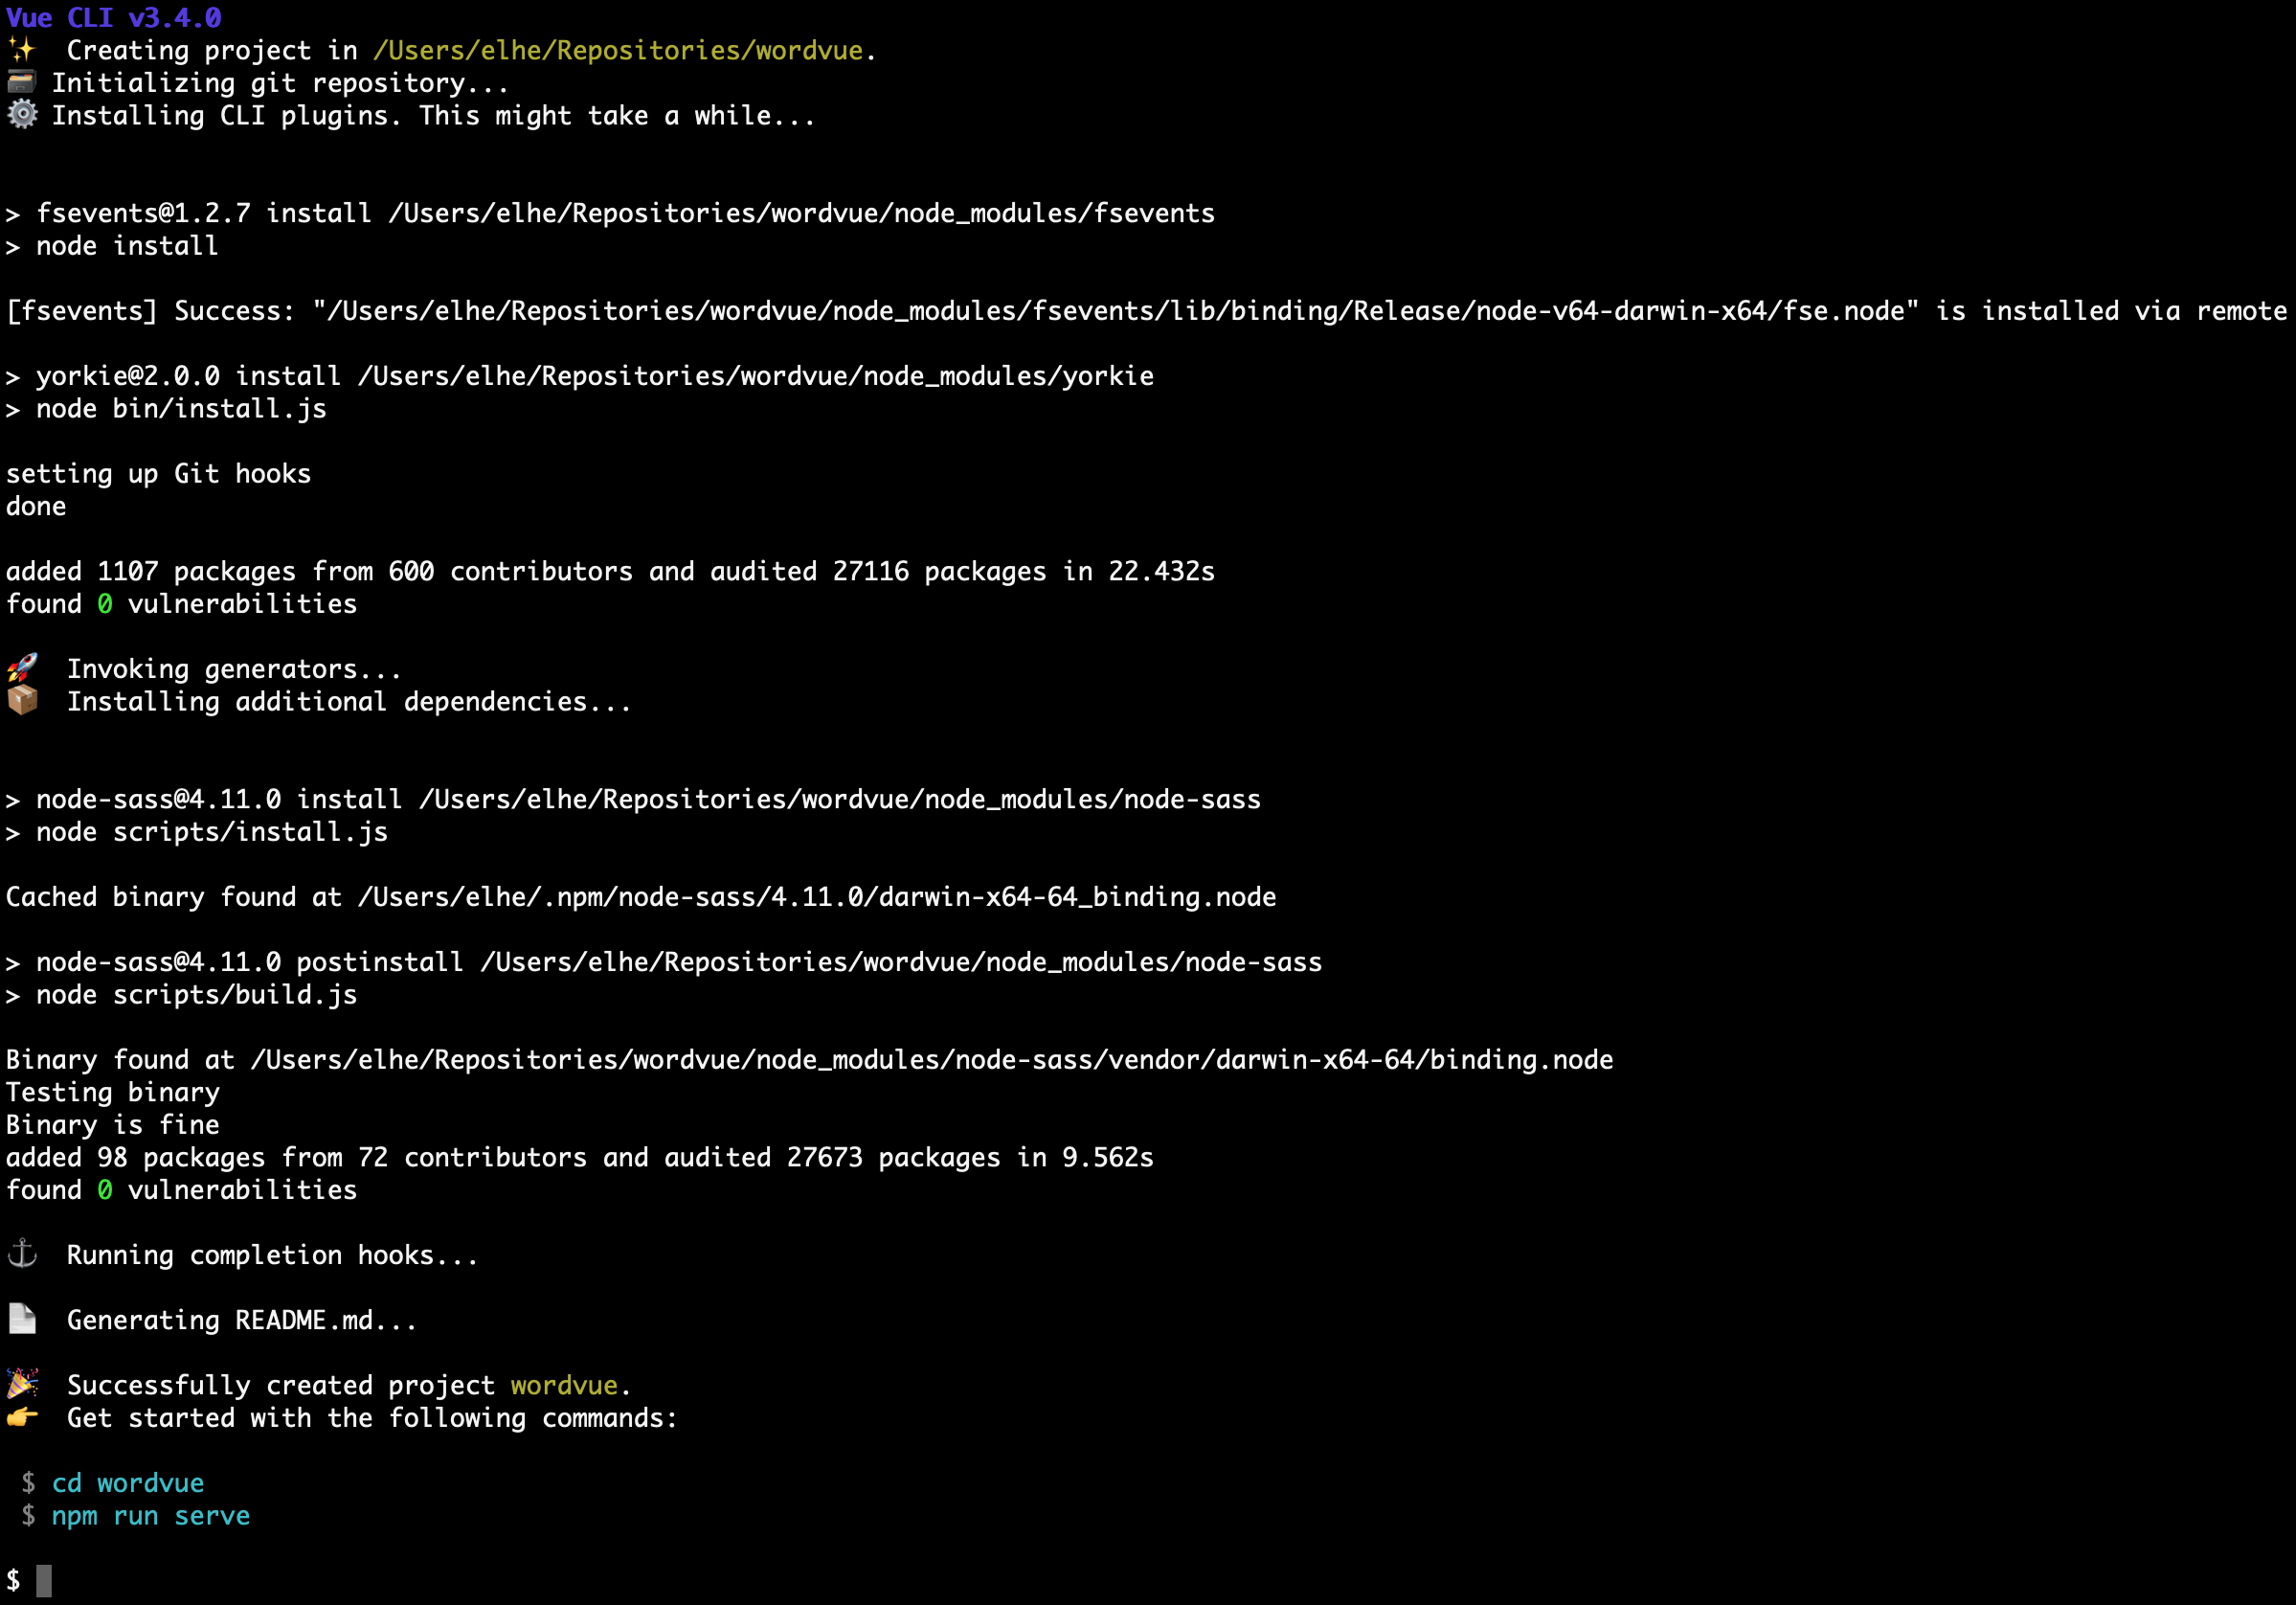 Vue CLI v3.4.0
✨  Creating project in /Users/elhe/Repositories/wordvue.
🗃 Initializing git repository...
⚙ Installing CLI plugins. This might take a while...
> fsevents@1.2.7 install /Users/elhe/Repositories/wordvue/node_modules/fsevents
> node install
[fsevents] Success: "/Users/elhe/Repositories/wordvue/node_modules/fsevents/lib/binding/Release/node-v64-darwin-x64/fse.node" is installed via remote
> yorkie@2.0.0 install /Users/elhe/Repositories/wordvue/node_modules/yorkie
> node bin/install.js
setting up Git hooks
done
added 1107 packages from 600 contributors and audited 27116 packages in 22.432s
found 0 vulnerabilities
🚀  Invoking generators...
📦  Installing additional dependencies...
> node-sass@4.11.0 install /Users/elhe/Repositories/wordvue/node_modules/node-sass
> node scripts/install.js
Cached binary found at /Users/elhe/.npm/node-sass/4.11.0/darwin-x64-64_binding.node
> node-sass@4.11.0 postinstall /Users/elhe/Repositories/wordvue/node_modules/node-sass
> node scripts/build.js
Binary found at /Users/elhe/Repositories/wordvue/node_modules/node-sass/vendor/darwin-x64-64/binding.node
Testing binary
Binary is fine
added 98 packages from 72 contributors and audited 27673 packages in 9.562s
found 0 vulnerabilities
⚓  Running completion hooks...
📄  Generating README.md...
🎉  Successfully created project wordvue.
👉  Get started with the following commands:
$ cd wordvue
$ npm run serve
$